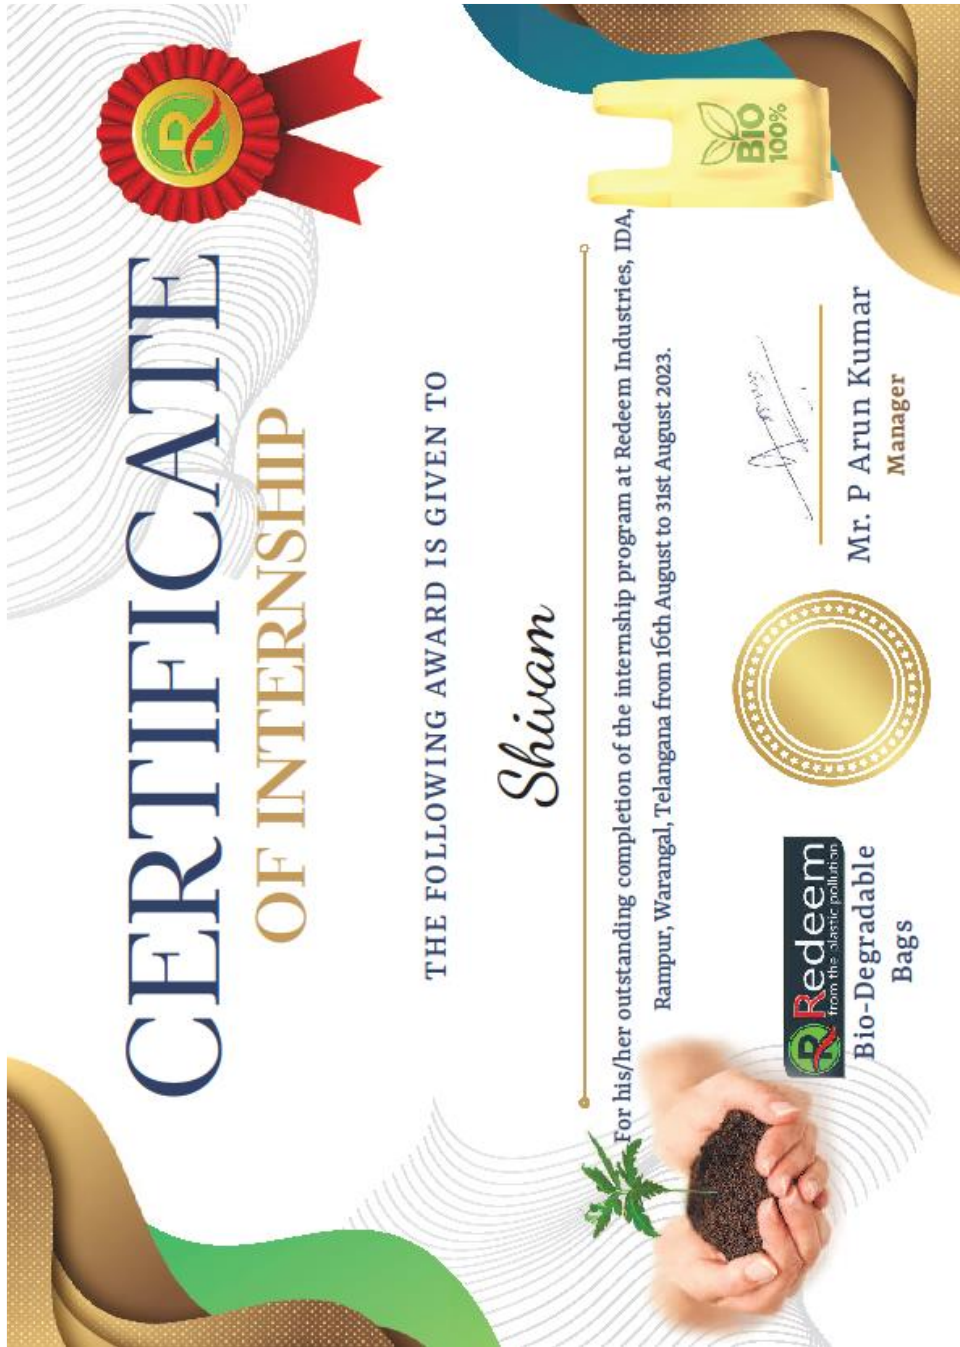 CERTIFICATE
OF INTERNSHIP
THE FOLLOWING AWARD IS GIVEN TO
Shivam
For his/her outstanding completion of the internship program at Redeem Industries, IDA,
Rampur, Warangal, Telangana from 16th August to 31st August 2023.
BIO
100%
R
R Redeem
from the plastic pollution
Bio-Degradable
Bags
Mr. P Arun Kumar
Manager